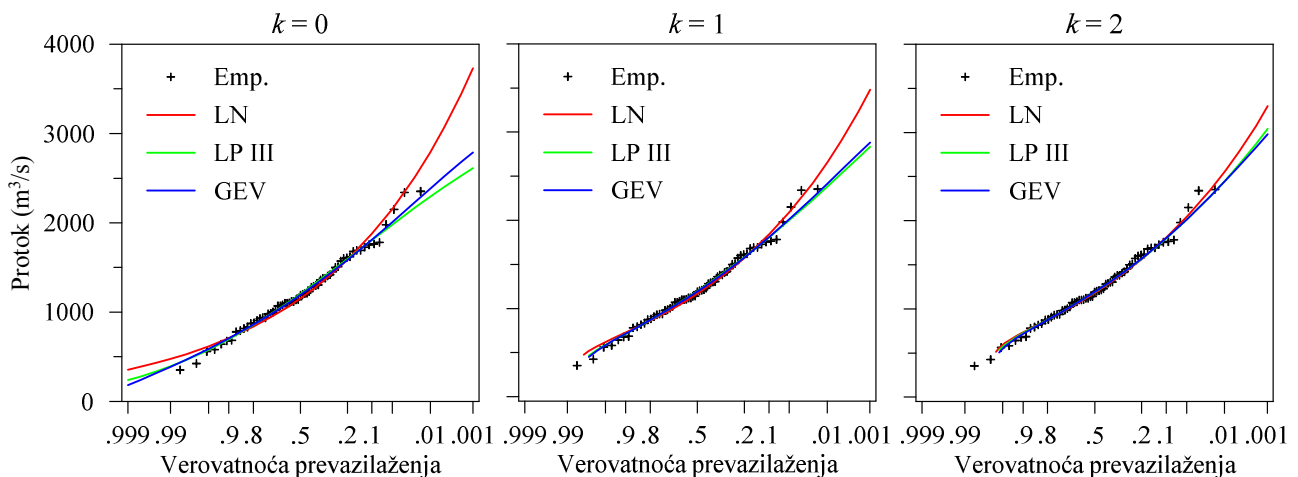 k = 0
k = 1
k = 2
4000
3000
2000
1000
0
Protok (m³/s)
Emp.
LN
LP III
GEV
Emp.
LN
LP III
GEV
Emp.
LN
LP III
GEV
.999 .99 .9 .8 .5 .2 .1 .01 .001
.999 .99 .9 .8 .5 .2 .1 .01 .001
.999 .99 .9 .8 .5 .2 .1 .01 .001
Verovatnoća prevazilaženja
Verovatnoća prevazilaženja
Verovatnoća prevazilaženja